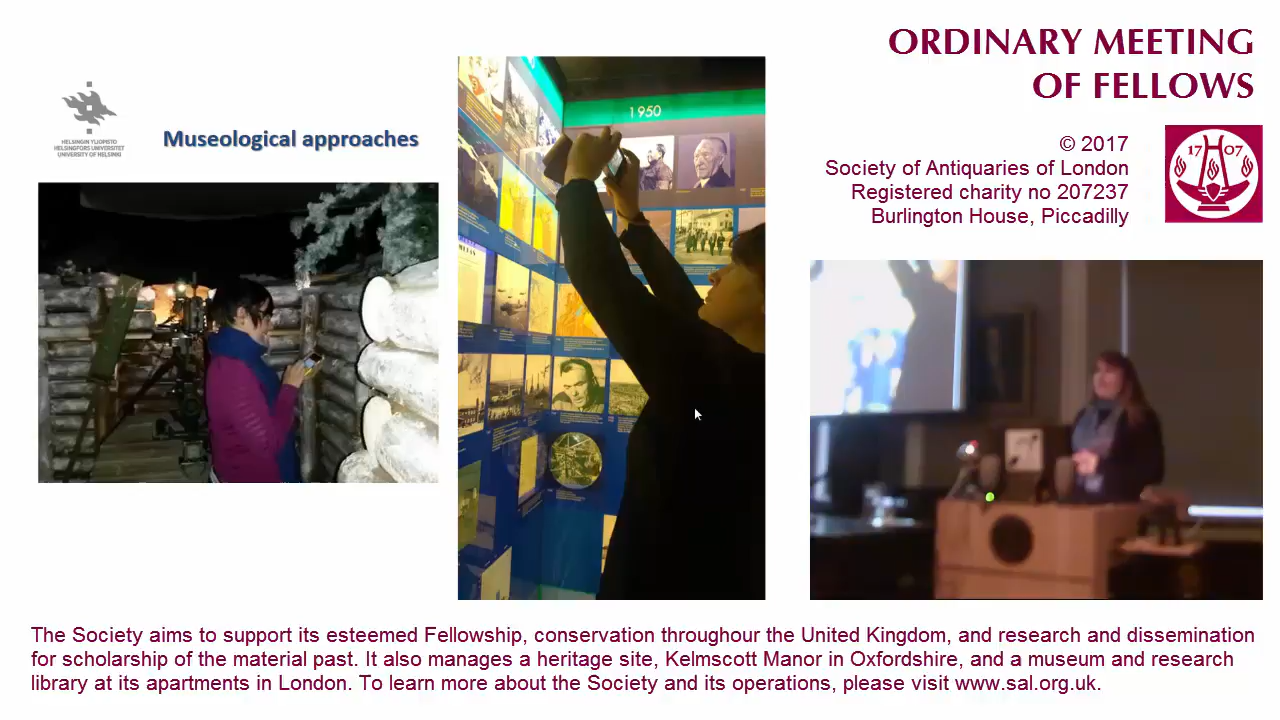 ORDINARY MEETING
OF FELLOWS
HELSINGIN YLIOPISTO
HELSINGFORS UNIVERSITET
UNIVERSITY OF HELSINKI
Museological approaches
1950
© 2017
Society of Antiquaries of London
Registered charity no 207237
Burlington House, Piccadilly
17 07
The Society aims to support its esteemed Fellowship, conservation throughour the United Kingdom, and research and dissemination
for scholarship of the material past. It also manages a heritage site, Kelmscott Manor in Oxfordshire, and a museum and research
library at its apartments in London. To learn more about the Society and its operations, please visit www.sal.org.uk.